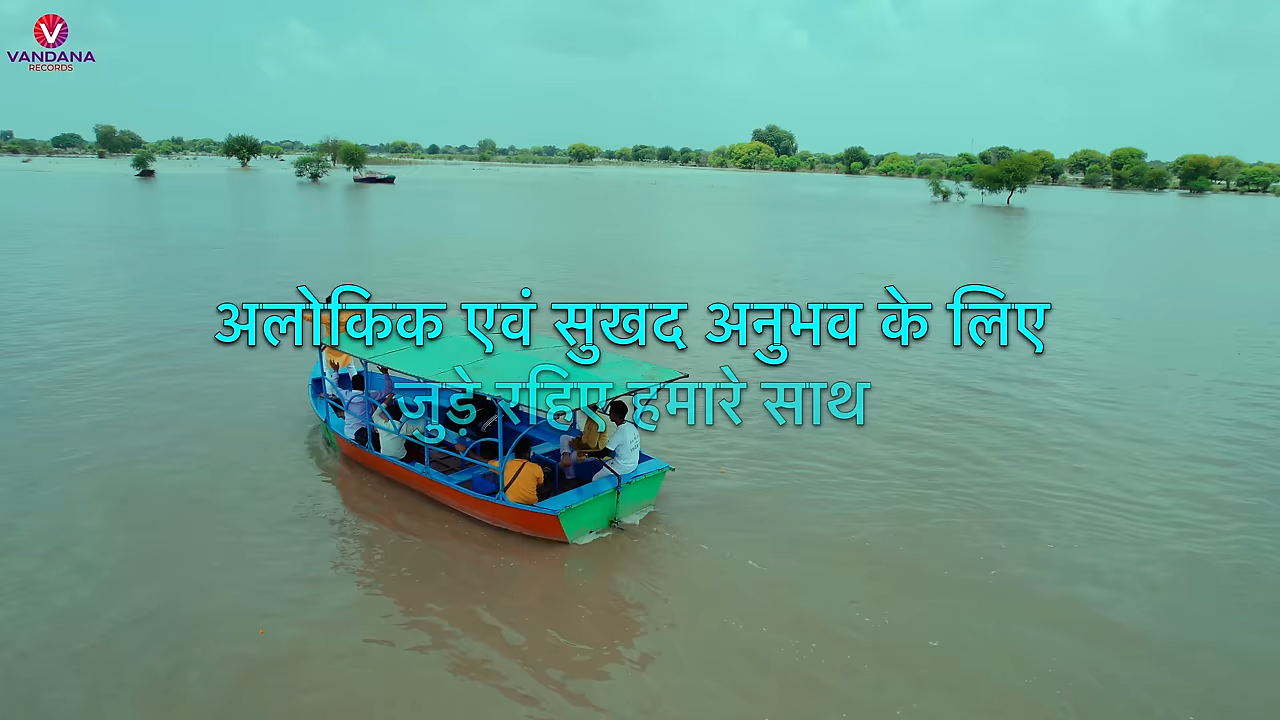 VANDANA
RECORDS
अलोकिक एवं सुखद अनुभव के लिए
जुड़े रहिए हमारे साथ